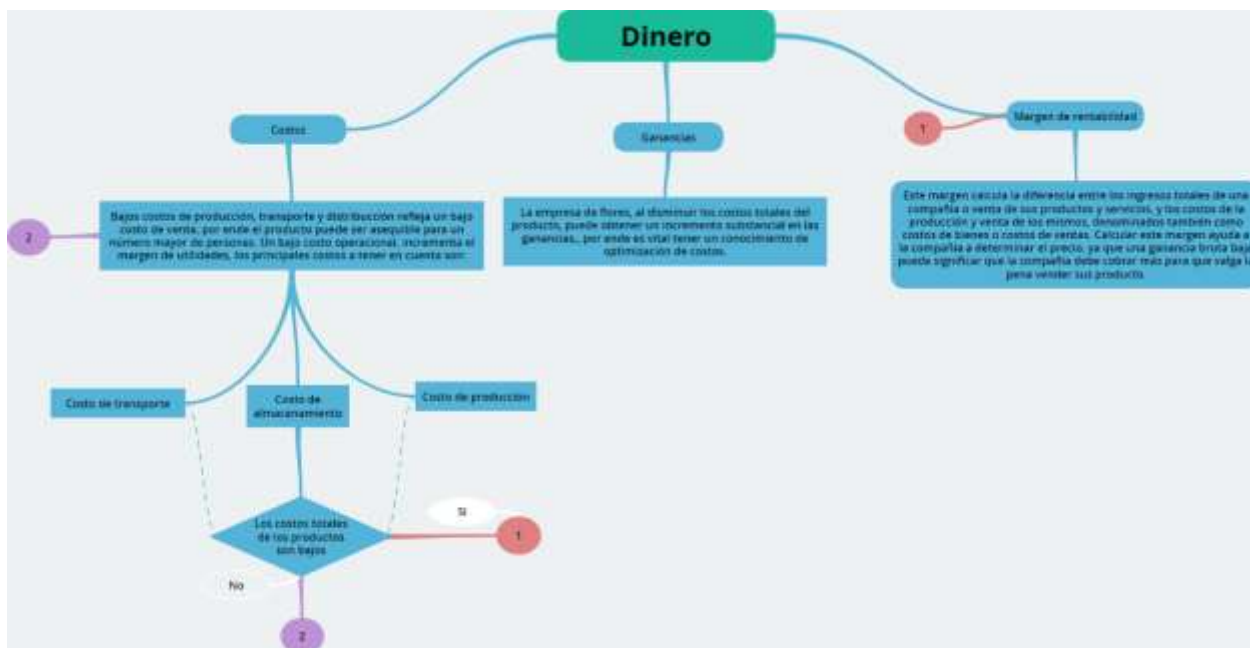 Dinero
Costos
Ganancias
1
Margen de rentabilidad
Bajos costos de producción, transporte y distribucción refleja un bajo
costo de venta, por ende el producto puede ser asequible para un
número mayor de personas. Un bajo costo operacional, incrementa el
margen de utilidades, los principales costos a tener en cuenta son:
2
La empresa de flores, al disminuir los costos totales del
producto, puede obtener un incremento substancial en las
ganancias,. por ende es vital tener un conocimiento de
optimización de costos.
Este margen calcula la diferencia entre los ingresos totales de una
compañía o venta de sus productos y servicios, y los costos de la
producción y venta de los mismos, denominados también como
costos de bienes o costos de ventas. Calcular este margen ayuda a
la compañía a determinar el precio, ya que una ganancia bruta baja
puede significar que la compañía debe cobrar más para que valga
pena vender sus producto.
Costo de transporte
Costo de
almacanamiento
Costo de producción
Los costos totales
de los productos
son bajos
Si
1
No
2